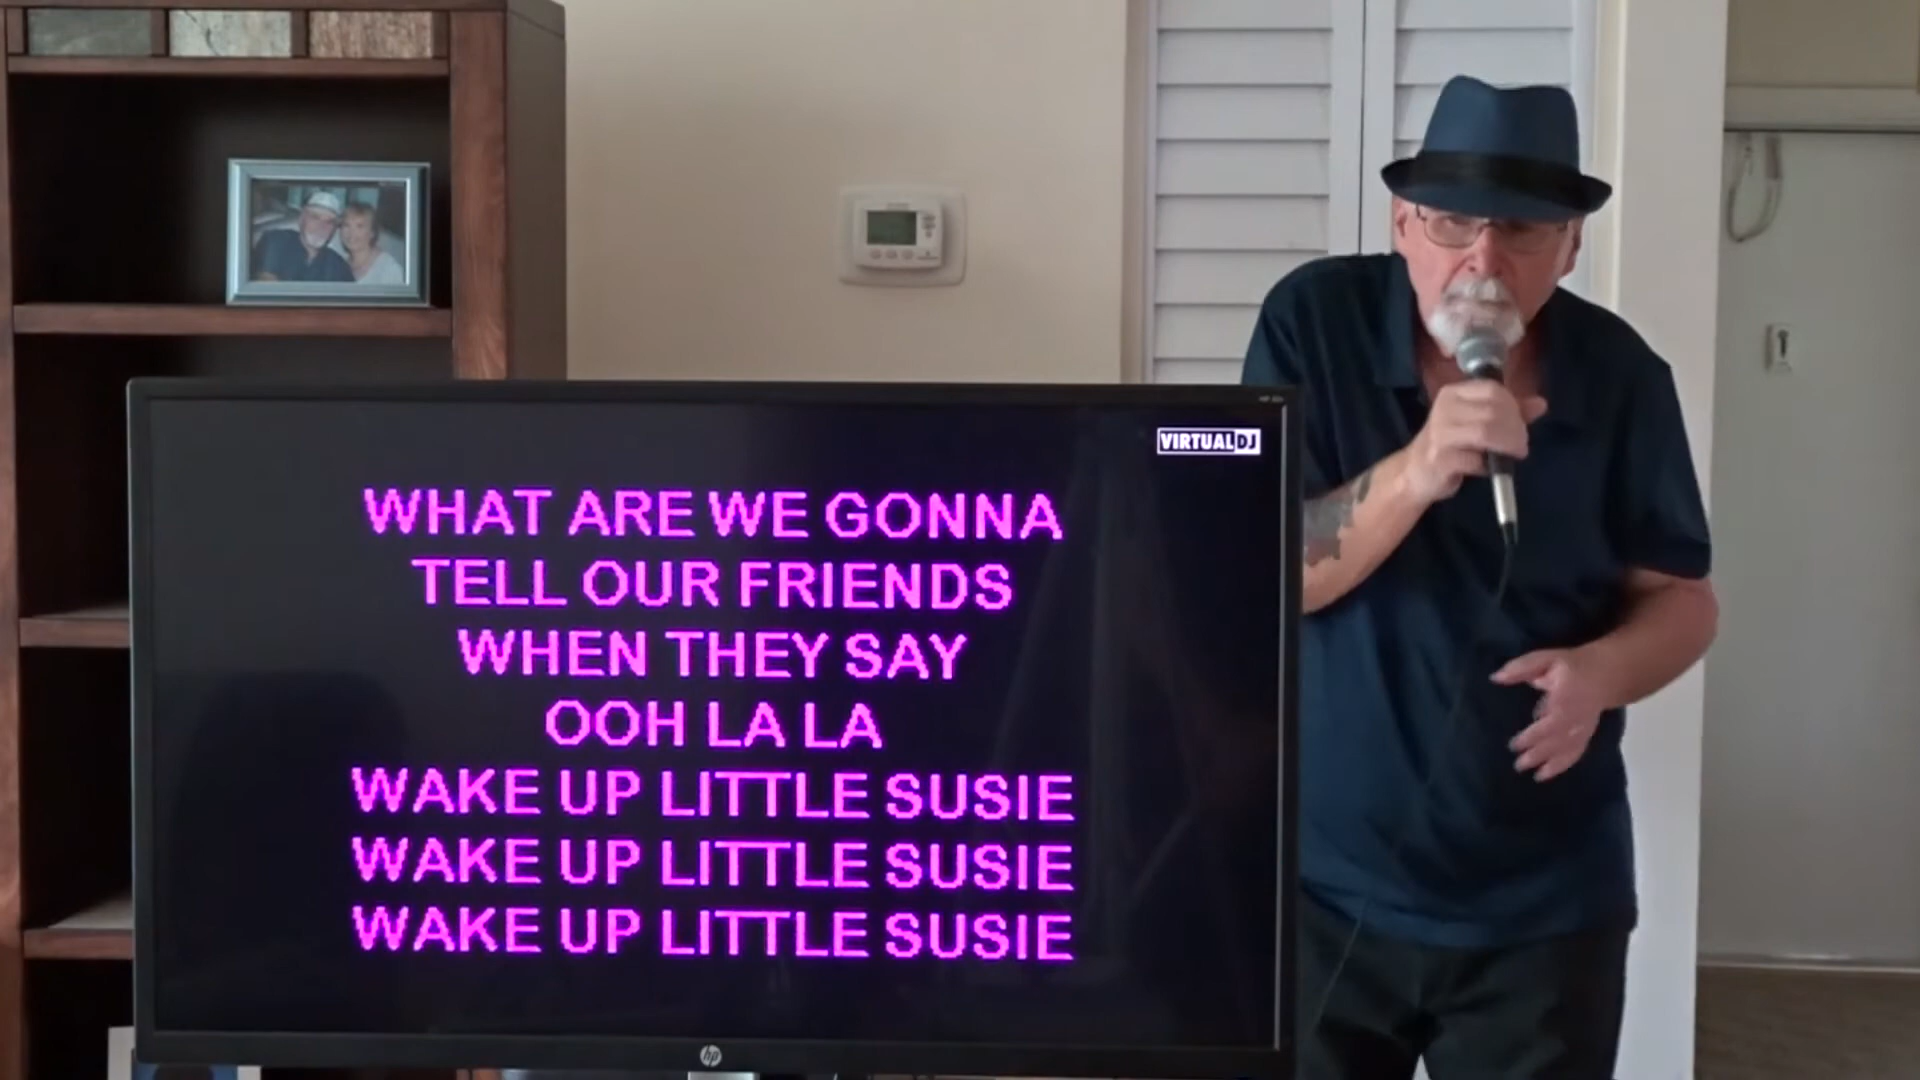 VIRTUALDJ
WHAT ARE WE GONNA
TELL OUR FRIENDS
WHEN THEY SAY
OOH LA LA
WAKE UP LITTLE SUSIE
WAKE UP LITTLE SUSIE
WAKE UP LITTLE SUSIE
hp